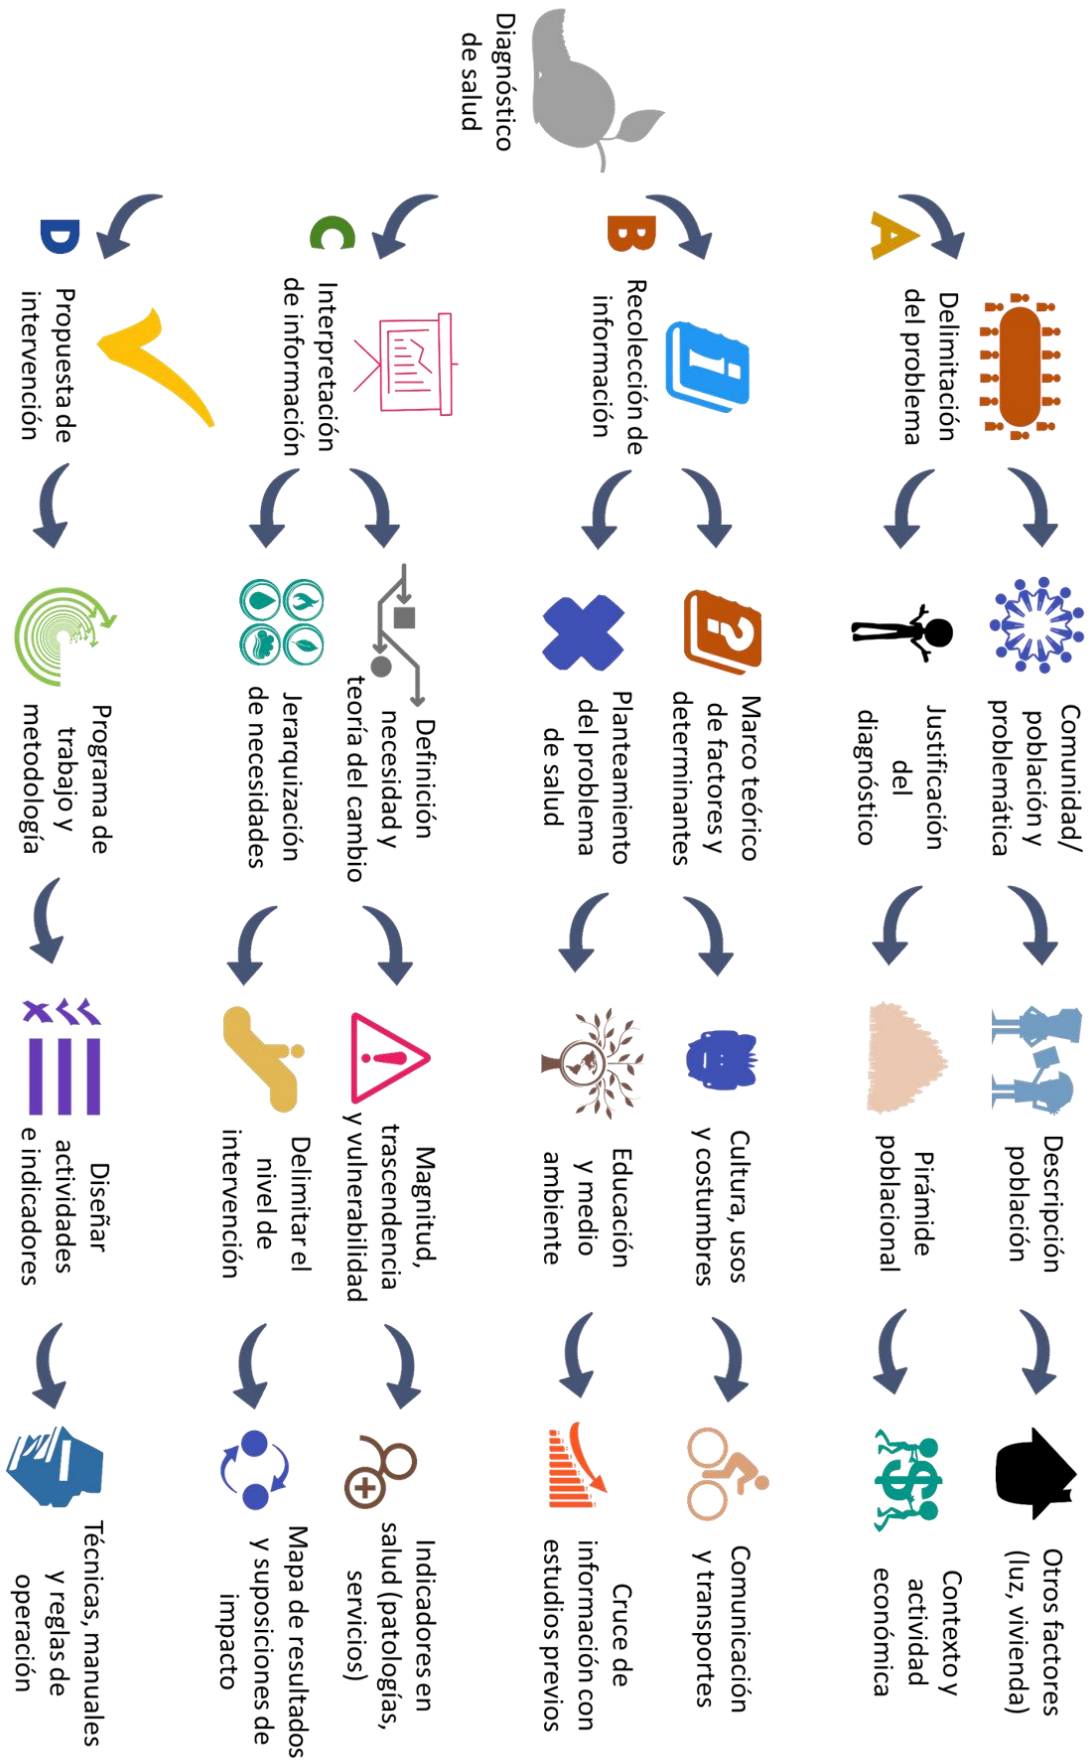 Diagnóstico
de salud
A
Delimitación
del problema
Comunidad/
población y
problemática
Descripción
población
Otros factores
(luz, vivienda)
Justificación
del
diagnóstico
Pirámide
poblacional
Contexto y
actividad
económica
B
Recolección de
información
Marco teórico
de factores y
determinantes
Cultura, usos
y costumbres
Comunicación
y transportes
Planteamiento
del problema
de salud
Educación
y medio
ambiente
Cruce de
información con
estudios previos
C
Interpretación
de información
Definición
necesidad y
teoría del cambio
Magnitud,
trascendencia
y vulnerabilidad
Indicadores en
salud (patologías,
servicios)
Jerarquización
de necesidades
Delimitar el
nivel de
intervención
Mapa de resultados
y suposiciones de
impacto
D
Propuesta de
intervención
Programa de
trabajo y
metodología
Diseñar
actividades
e indicadores
Técnicas, manuales
y reglas de
operación